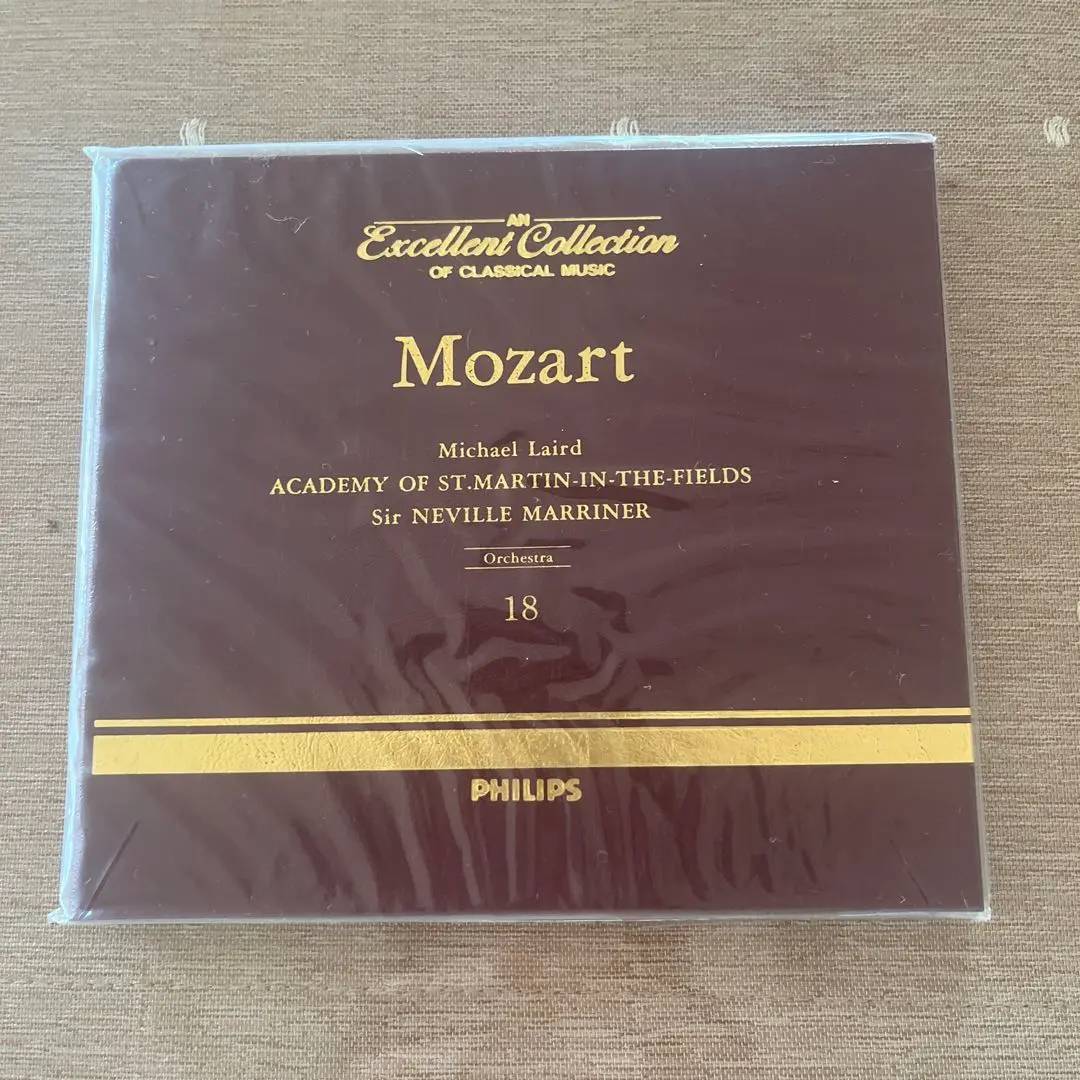 AN
Excellent Collection
OF CLASSICAL MUSIC
Mozart
Michael Laird
ACADEMY OF ST.MARTIN-IN-THE-FIELDS
Sir NEVILLE MARRINER
Orchestra
18
PHILIPS